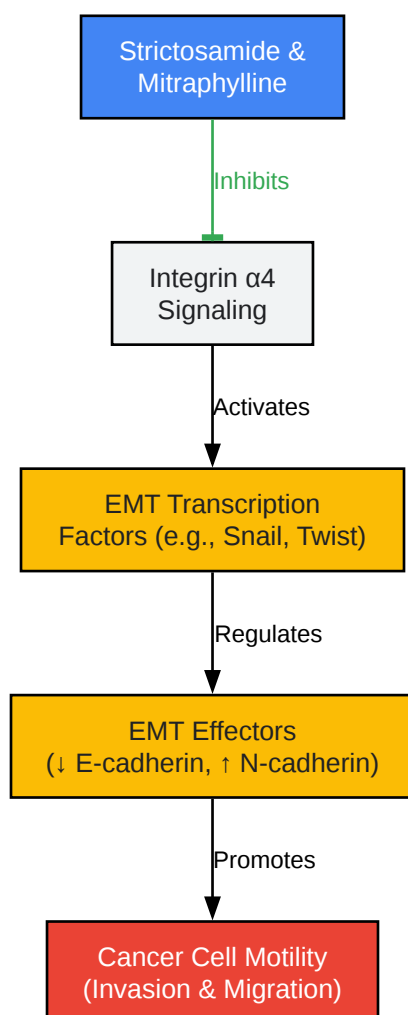 Strictosamide &
Mitraphylline
Inhibits
Integrin α4
Signaling
Activates
EMT Transcription
Factors (e.g., Snail, Twist)
Regulates
EMT Effectors
(↓ E-cadherin, ↑ N-cadherin)
Promotes
Cancer Cell Motility
(Invasion & Migration)